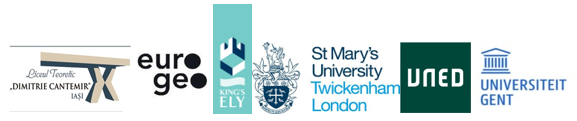 Liceul Teoretic
„DIMITRIE CANTEMIR"
IAȘI
euro
geo
KING'S
ELY
St Mary's
University
Twickenham
London
UNED
UNIVERSITEIT
GENT